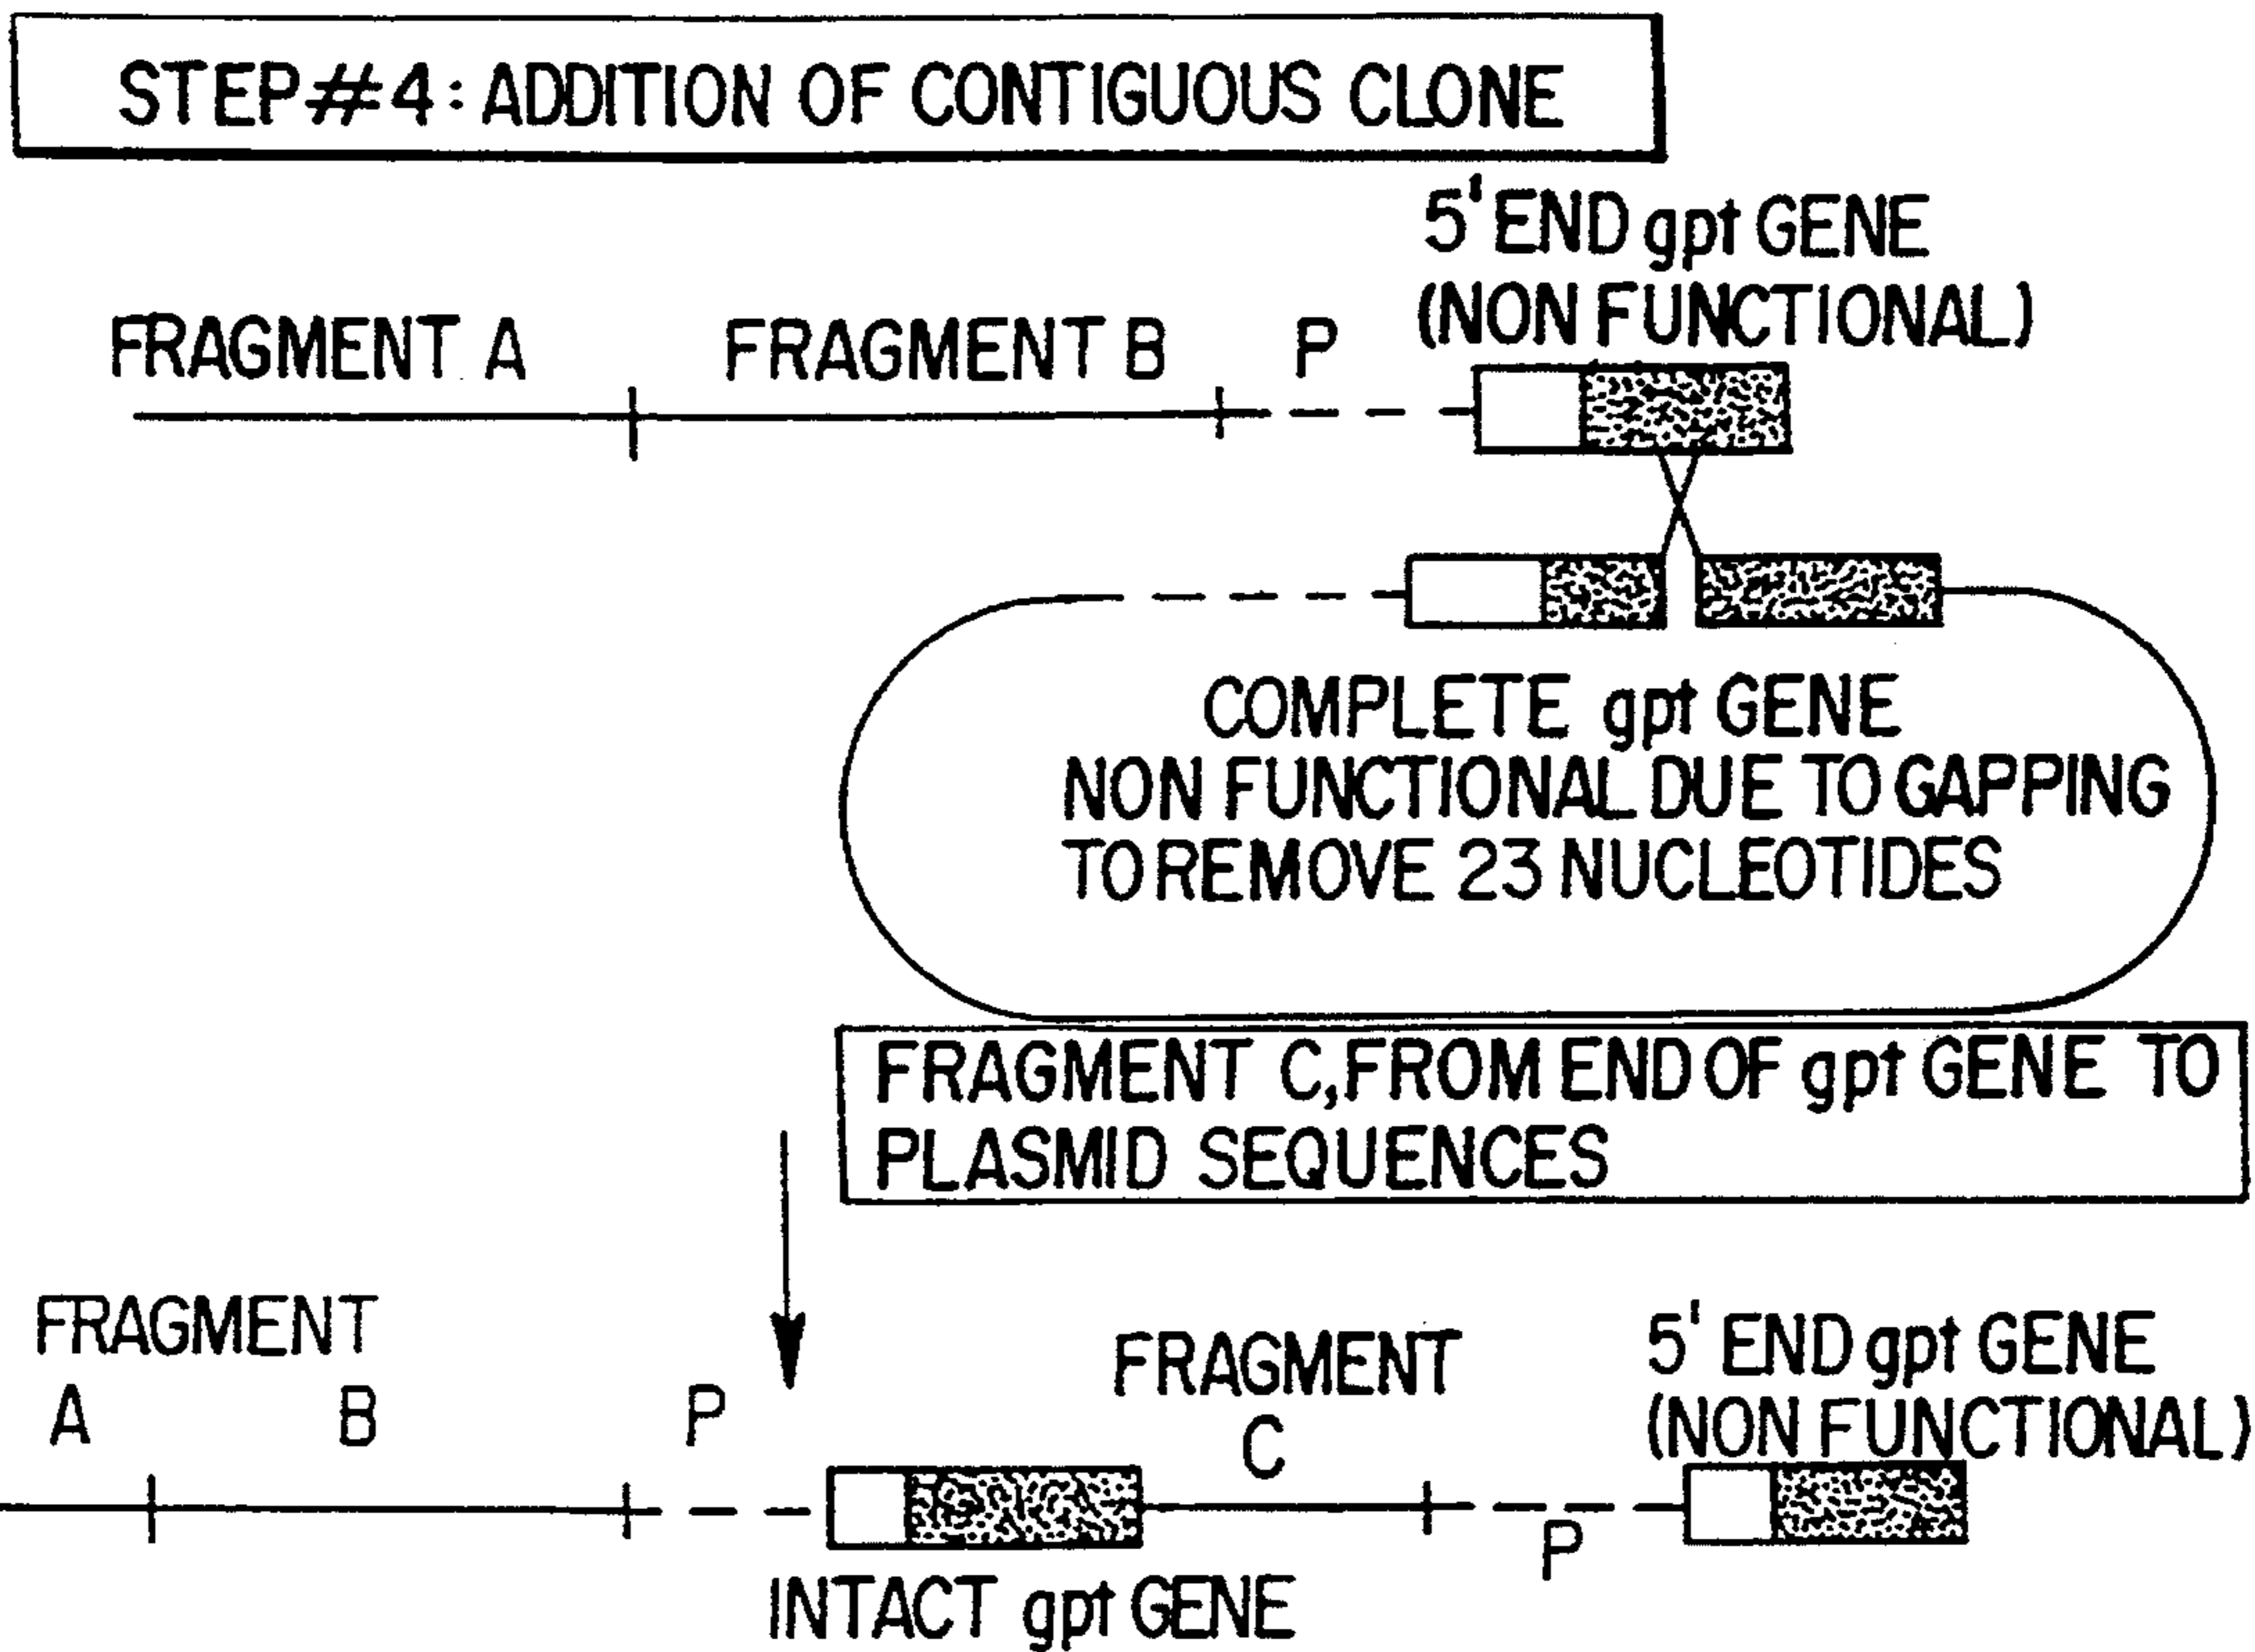 STEP #4: ADDITION OF CONTIGUOUS CLONE
5' END gpt GENE
(NON FUNCTIONAL)
FRAGMENT A
FRAGMENT B
P
COMPLETE gpt GENE
NON FUNCTIONAL DUE TO GAPPING
TO REMOVE 23 NUCLEOTIDES
FRAGMENT C, FROM END OF gpt GENE TO
PLASMID SEQUENCES
FRAGMENT
A
B
P
FRAGMENT
C
5' END gpt GENE
(NON FUNCTIONAL)
P
INTACT gpt GENE